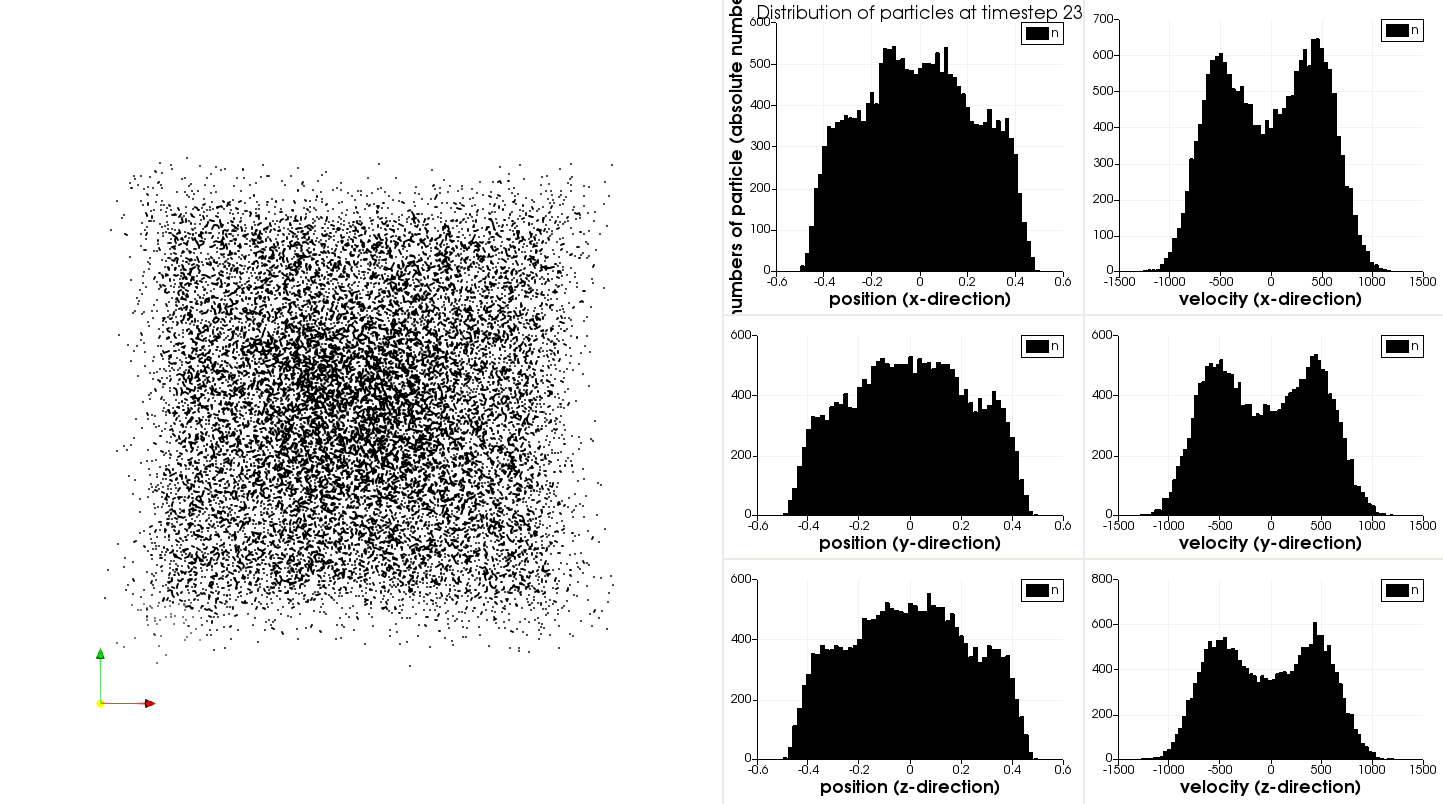 Distribution of particles at timestep 23
numbers of particle (absolute numbe
600
500
400
300
200
100
0
n
-0.6 -0.4 -0.2 0 0.2 0.4 0.6
position (x-direction)
700
600
500
400
300
200
100
0
n
-1500 -1000 -500 0 500 1000 1500
velocity (x-direction)
600
400
200
0
n
-0.6 -0.4 -0.2 0 0.2 0.4 0.6
position (y-direction)
600
400
200
0
n
-1500 -1000 -500 0 500 1000 1500
velocity (y-direction)
600
400
200
0
n
-0.6 -0.4 -0.2 0 0.2 0.4 0.6
position (z-direction)
800
600
400
200
0
n
-1500 -1000 -500 0 500 1000 1500
velocity (z-direction)